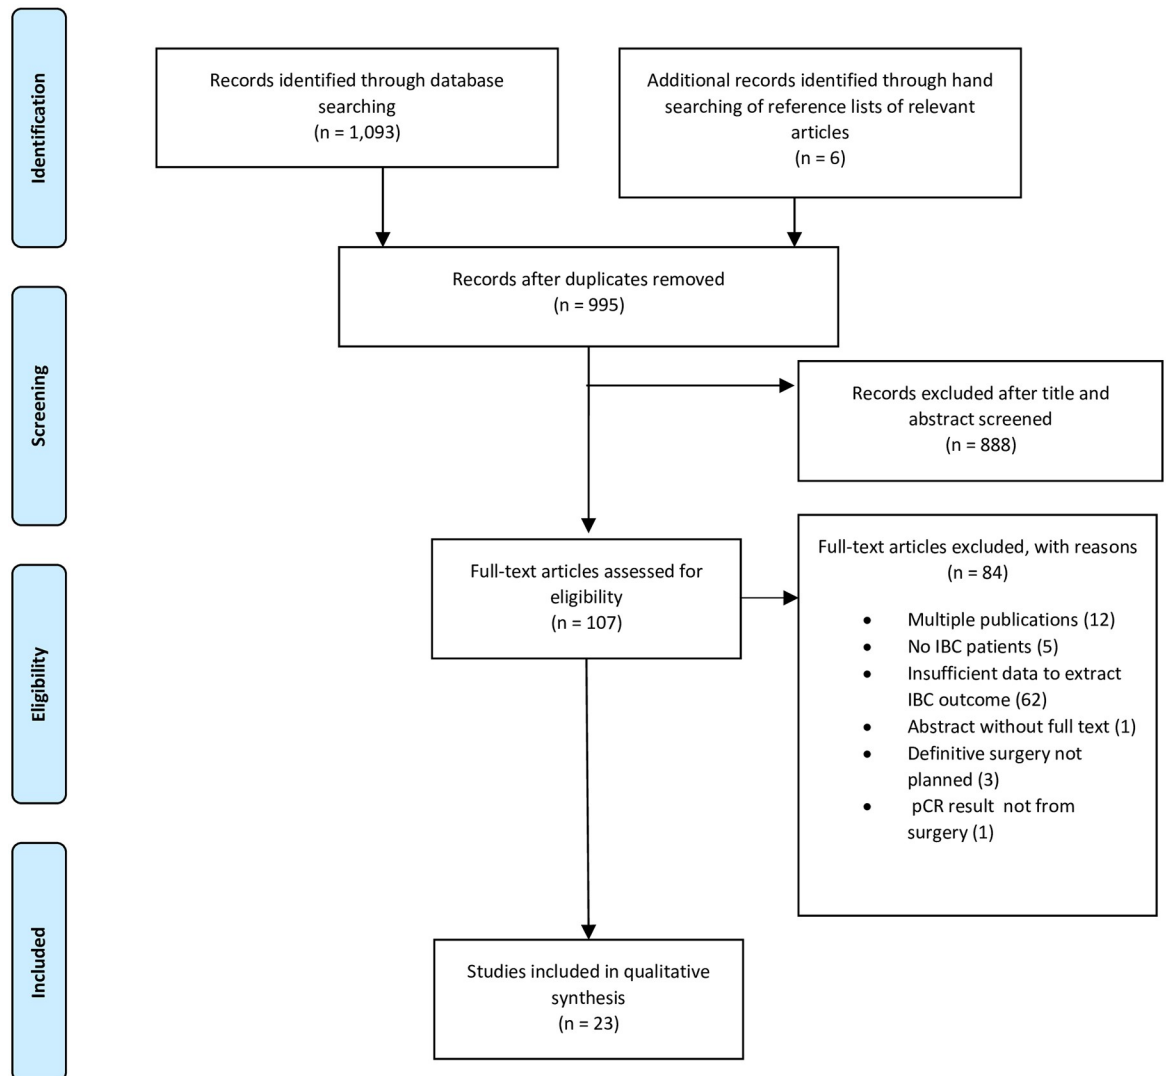 Identification
Records identified through database
searching
(n = 1,093)
Additional records identified through hand
searching of reference lists of relevant
articles
(n = 6)
Records after duplicates removed
(n = 995)
Screening
Records excluded after title and
abstract screened
(n = 888)
Eligibility
Full-text articles assessed for
eligibility
(n = 107)
Full-text articles excluded, with reasons
(n = 84)
• Multiple publications (12)
• No IBC patients (5)
• Insufficient data to extract
IBC outcome (62)
• Abstract without full text (1)
• Definitive surgery not
planned (3)
• pCR result not from
surgery (1)
Included
Studies included in qualitative
synthesis
(n = 23)